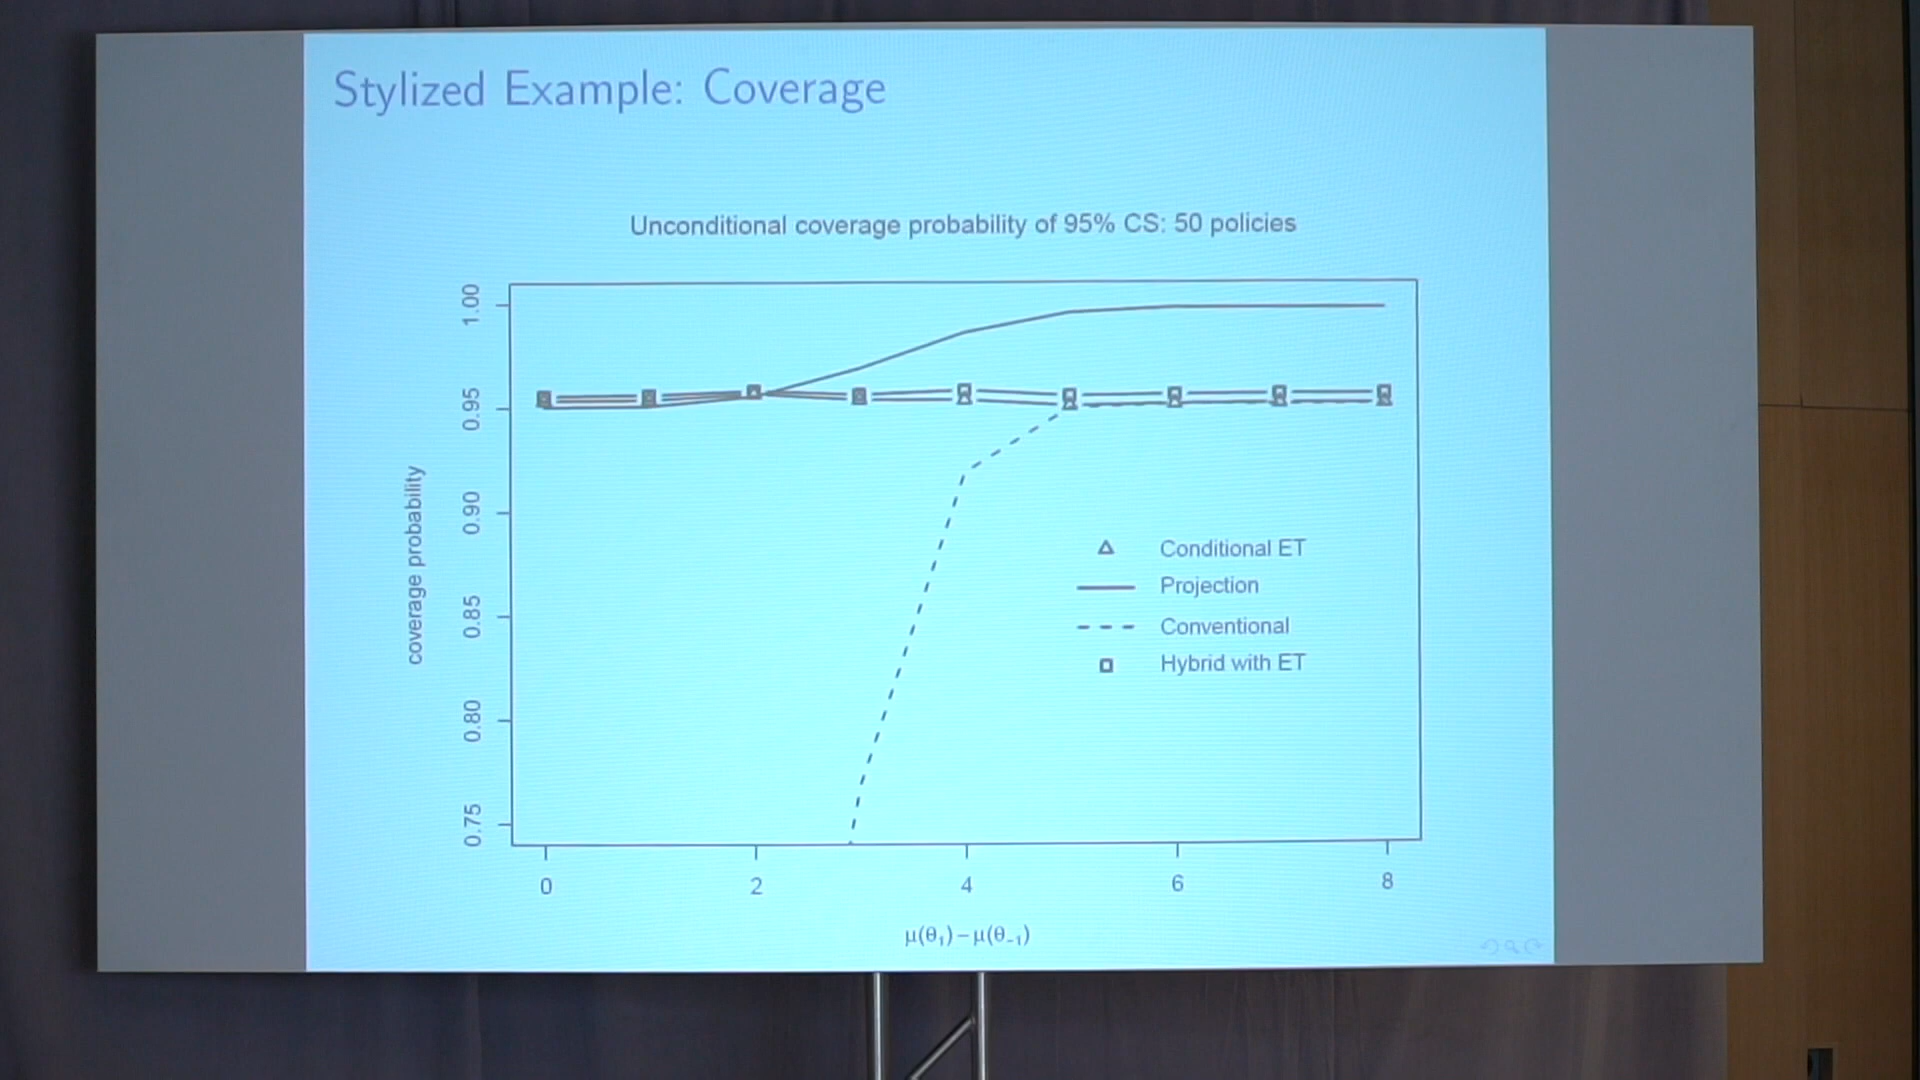 Stylized Example: Coverage
Unconditional coverage probability of 95% CS: 50 policies
coverage probability
1.00
0.95
0.90
0.85
0.80
0.75
Conditional ET
Projection
Conventional
Hybrid with ET
0 2 4 6 8
μ(θ₁)−μ(θ₋₁)